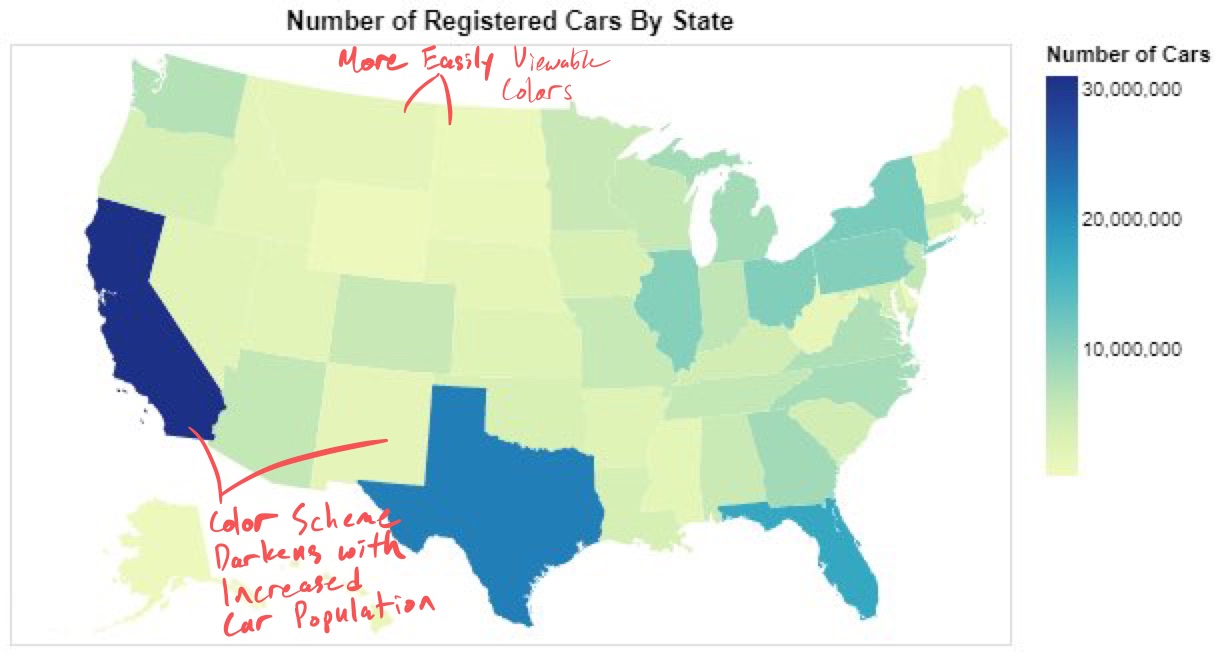 Number of Registered Cars By State
More Easily Viewable
Colors
Number of Cars
30,000,000
20,000,000
10,000,000
Color Scheme
Darkens with
Increased
Car Population